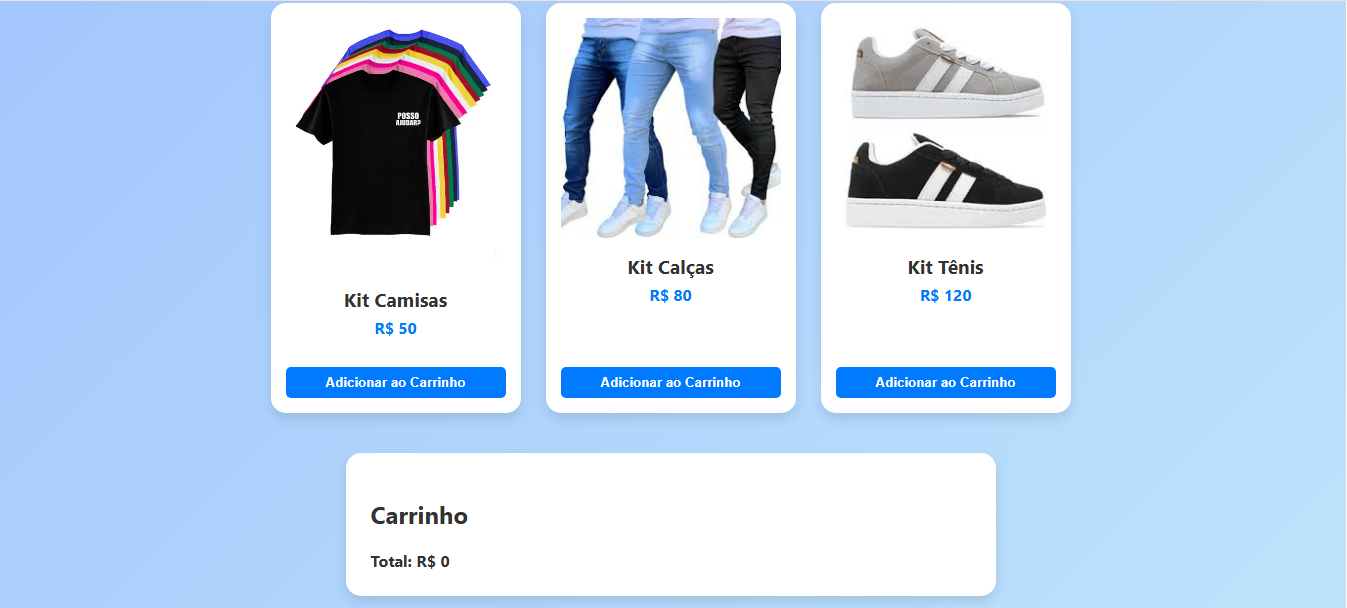 POSSO
AJUDAR?
Kit Camisas
R$ 50
Adicionar ao Carrinho
Kit Calças
R$ 80
Adicionar ao Carrinho
Kit Tênis
R$ 120
Adicionar ao Carrinho
Carrinho
Total: R$ 0